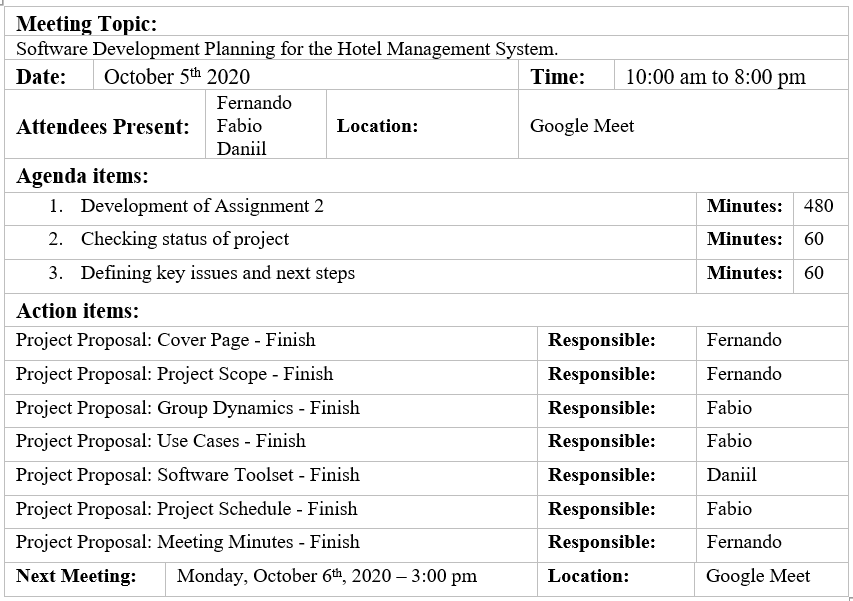 Meeting Topic:
Software Development Planning for the Hotel Management System.
Date: October 5th 2020 Time: 10:00 am to 8:00 pm
Attendees Present: Fernando
Fabio
Daniil
Location: Google Meet
Agenda items:
1. Development of Assignment 2 Minutes: 480
2. Checking status of project Minutes: 60
3. Defining key issues and next steps Minutes: 60
Action items:
Project Proposal: Cover Page - Finish Responsible: Fernando
Project Proposal: Project Scope - Finish Responsible: Fernando
Project Proposal: Group Dynamics - Finish Responsible: Fabio
Project Proposal: Use Cases - Finish Responsible: Fabio
Project Proposal: Software Toolset - Finish Responsible: Daniil
Project Proposal: Project Schedule - Finish Responsible: Fabio
Project Proposal: Meeting Minutes - Finish Responsible: Fernando
Next Meeting: Monday, October 6th, 2020 – 3:00 pm Location: Google Meet